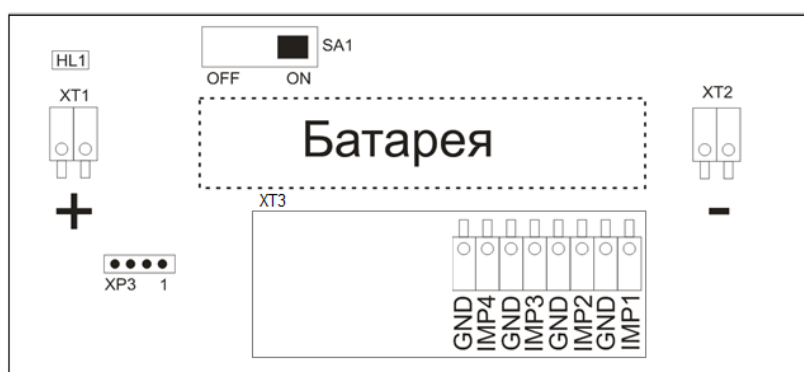 SA1
HL1
OFF ON
XT1
XT2
Батарея
+
-
XT3
XP3 1
GND
IMP4
GND
IMP3
GND
IMP2
GND
IMP1